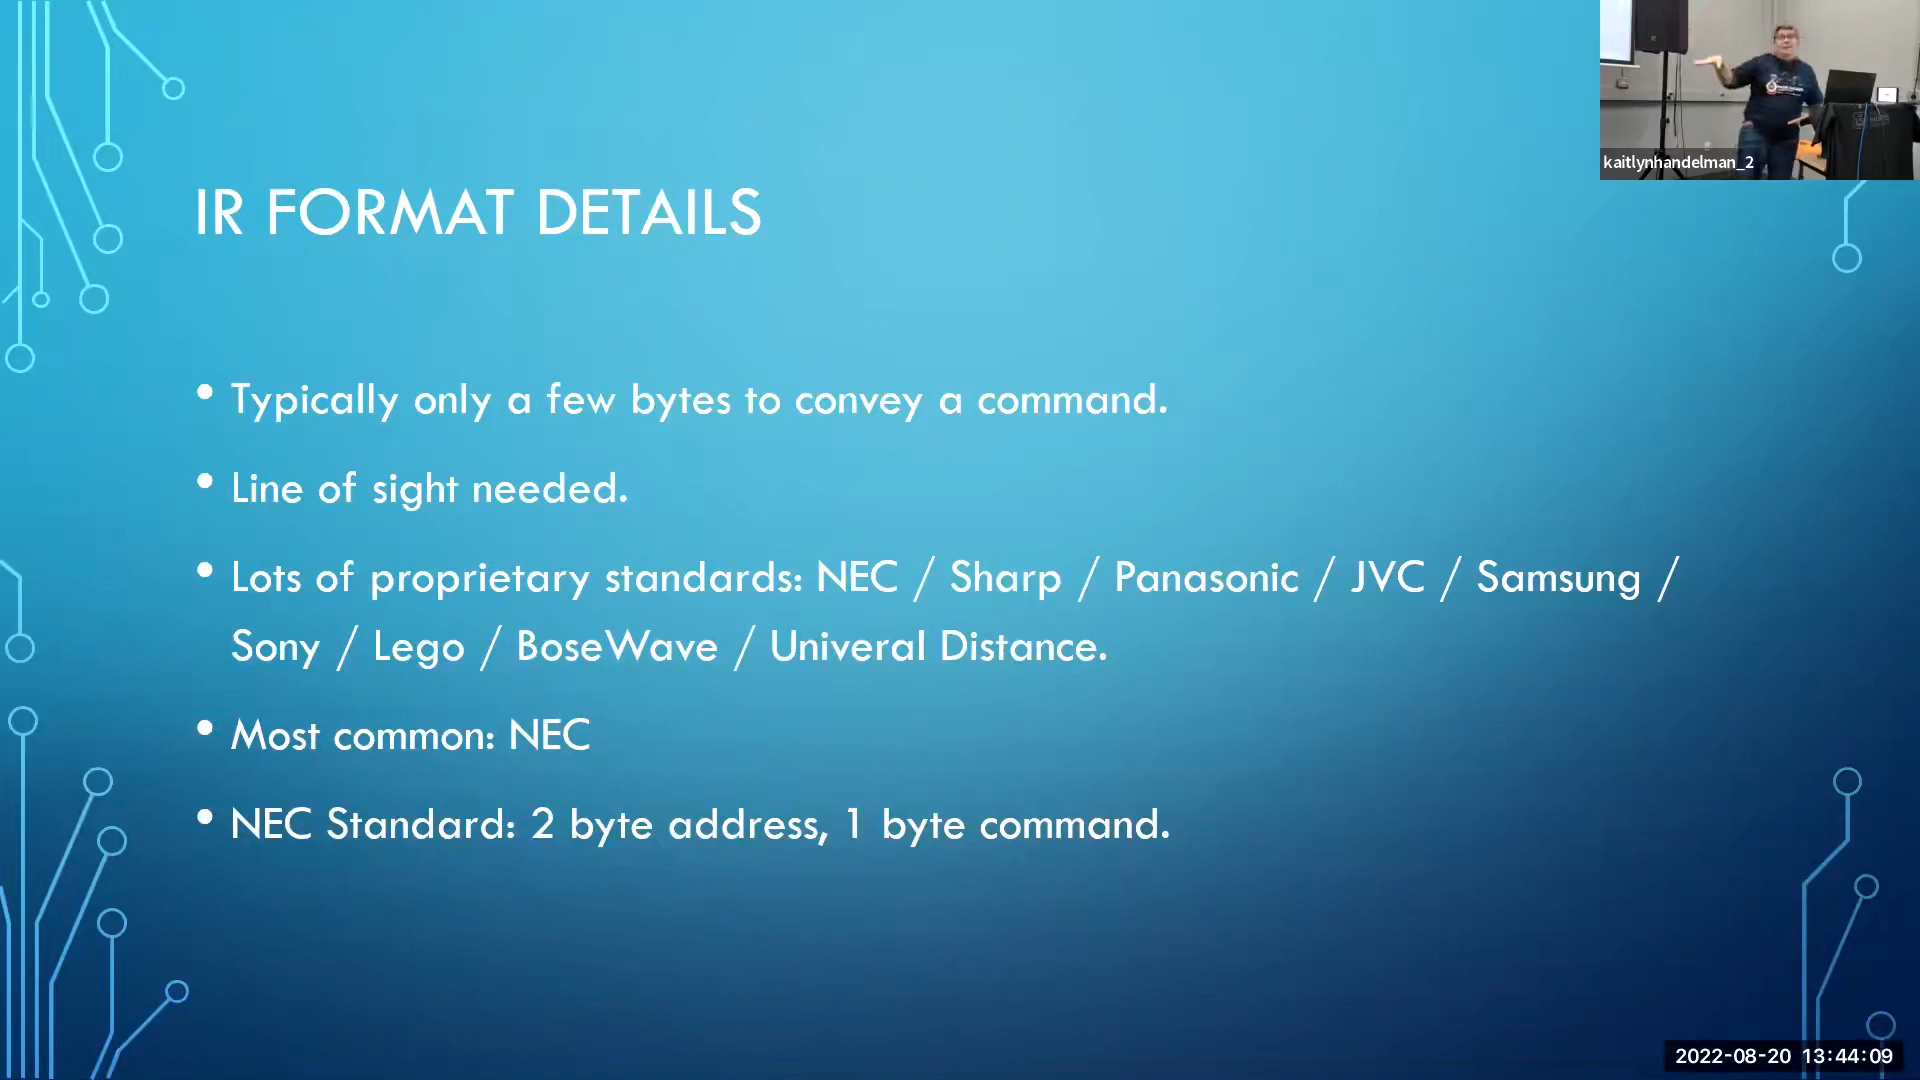 kaitlynhandelman_2
IR FORMAT DETAILS
• Typically only a few bytes to convey a command.
• Line of sight needed.
• Lots of proprietary standards: NEC / Sharp / Panasonic / JVC / Samsung /
Sony / Lego / BoseWave / Univeral Distance.
• Most common: NEC
• NEC Standard: 2 byte address, 1 byte command.
2022-08-20 13:44:09